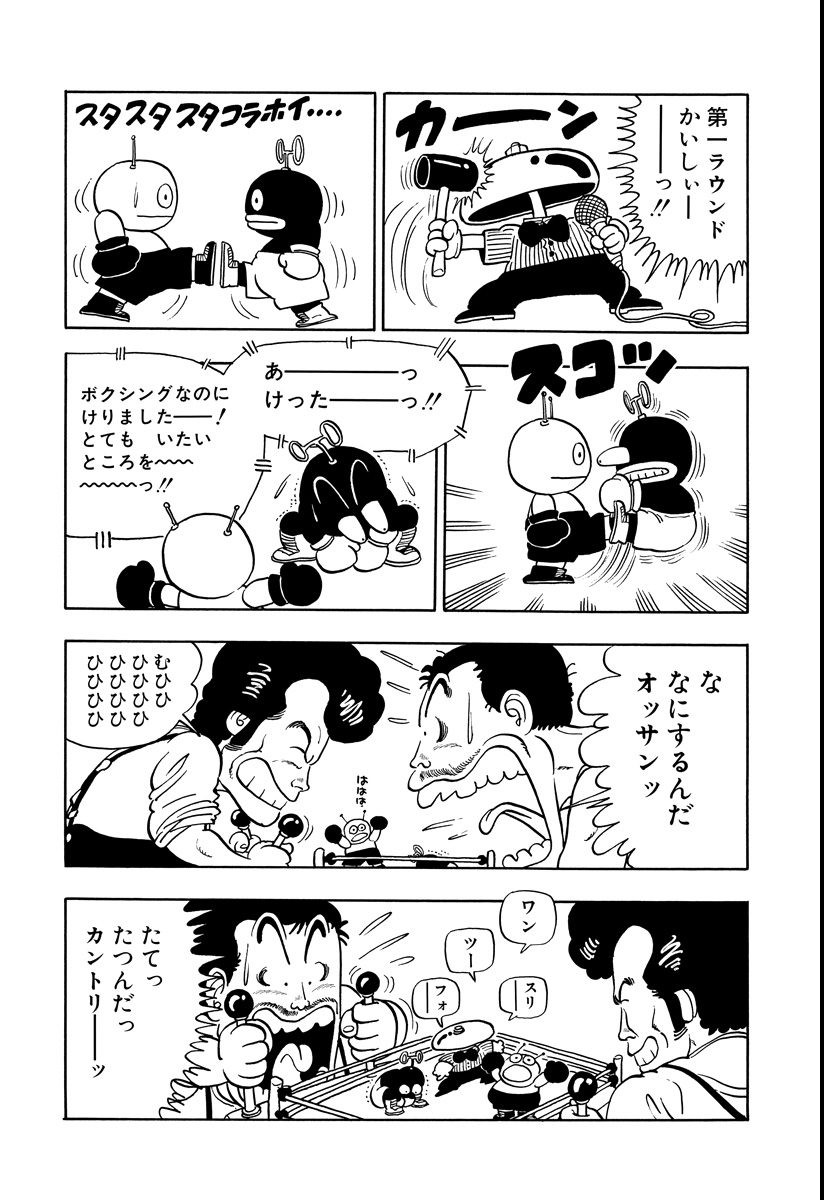 第一ラウンド
かいしぃー
ーっ!!
カーーン
スタスタスタコラホイ‥‥
スコッ
あーーーーっ
けったーーーーっ!!
ボクシングなのに
けりましたーー!
とても いたい
ところを〜〜
〜〜〜〜っ!!
な
なにするんだ
オッサンッ
はははは
むひひ
ひひひ
ひひひひ
ひひひひ
ワン
ツー
スリー
フォー
たてっ
たつんだっ
カントリーーッ